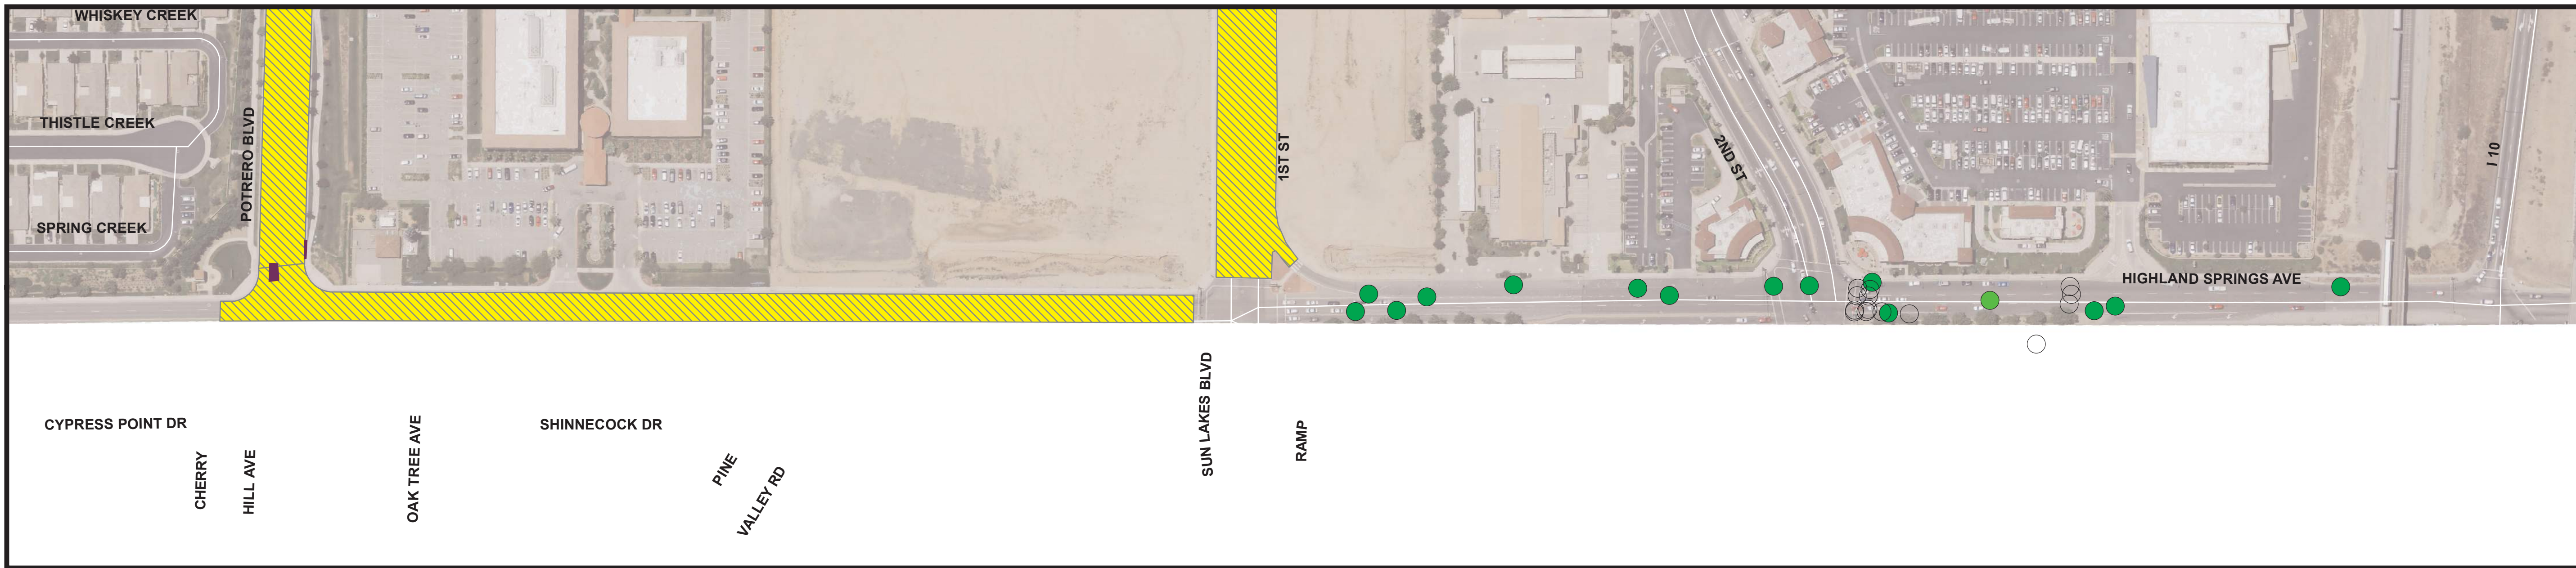 WHISKEY CREEK
THISTLE CREEK
SPRING CREEK
POTRERO BLVD
1ST ST
2ND ST
I 10
HIGHLAND SPRINGS AVE
CYPRESS POINT DR
CHERRY
HILL AVE
OAK TREE AVE
SHINNECOCK DR
PINE
VALLEY RD
SUN LAKES BLVD
RAMP